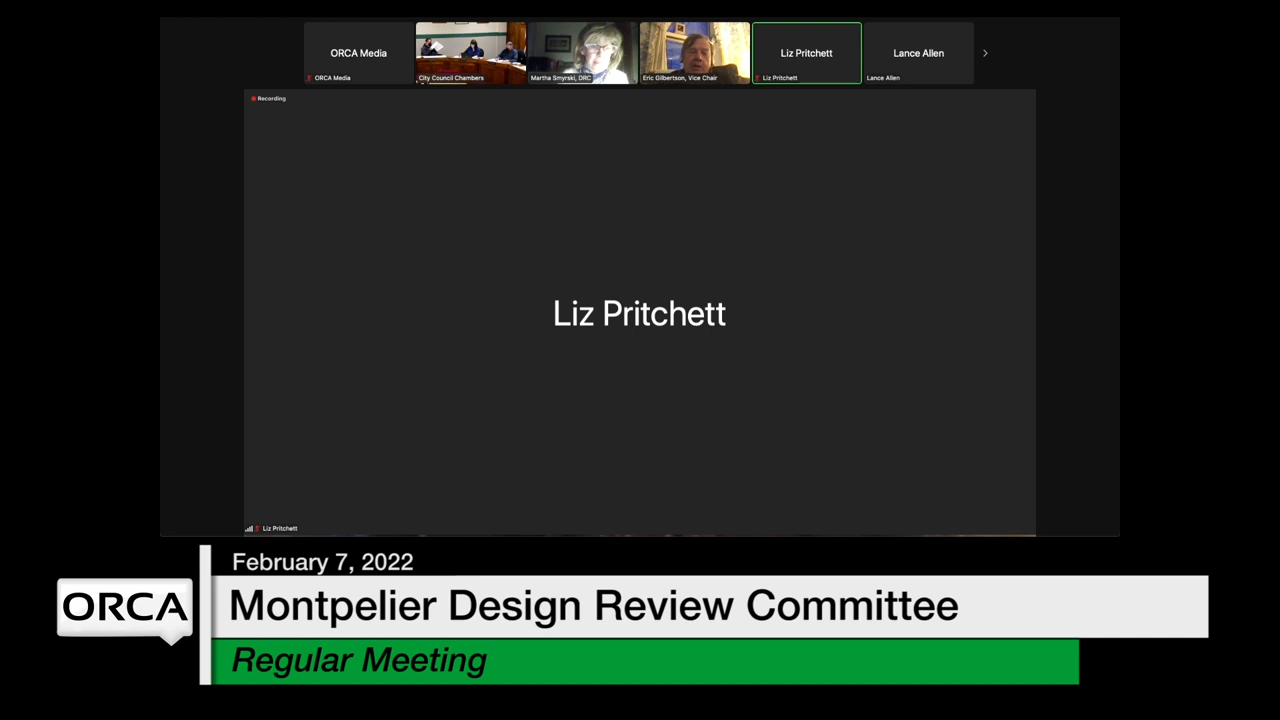 ORCA Media
Liz Pritchett
Lance Allen
ORCA Media
City Council Chambers
Martha Smyrski, DRC
Eric Gilbertson, Vice Chair
Liz Pritchett
Lance Allen
Recording
Liz Pritchett
Liz Pritchett
February 7, 2022
ORCA
Montpelier Design Review Committee
Regular Meeting